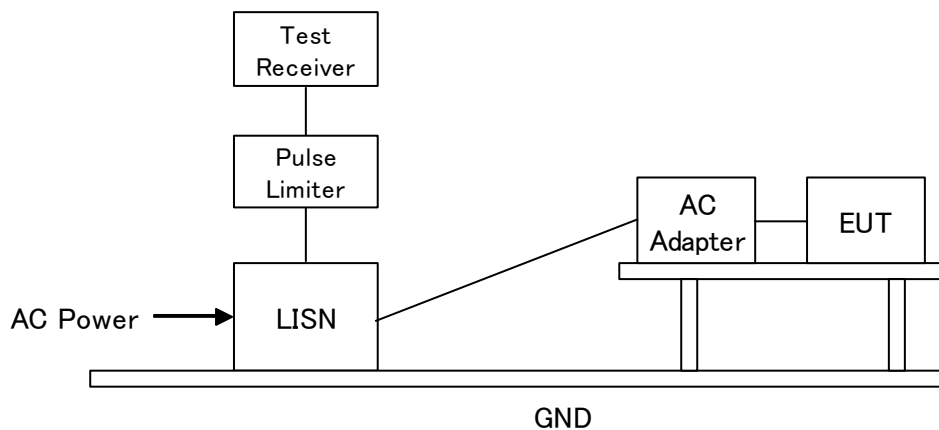 Test
Receiver
Pulse
Limiter
AC
Adapter
EUT
AC Power
LISN
GND